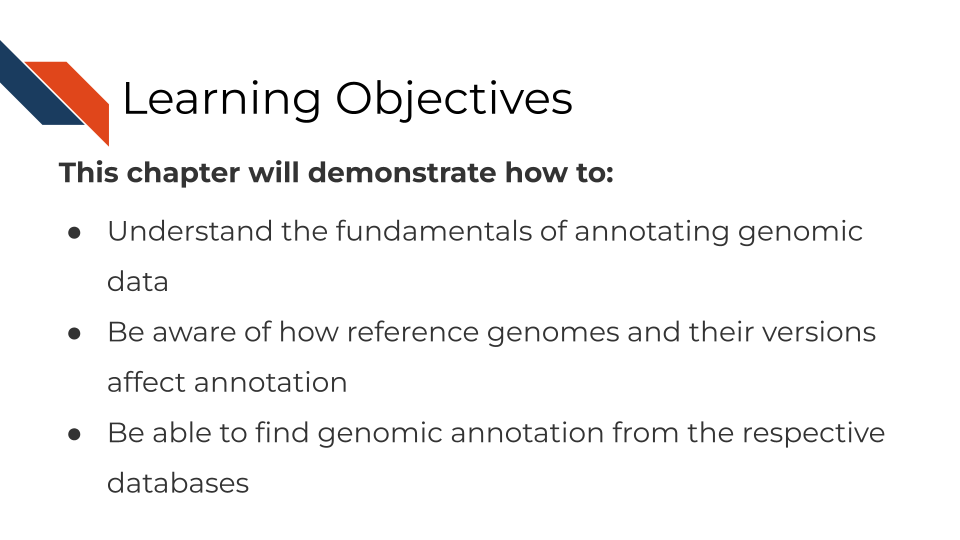 Learning Objectives
This chapter will demonstrate how to:
● Understand the fundamentals of annotating genomic
data
● Be aware of how reference genomes and their versions
affect annotation
● Be able to find genomic annotation from the respective
databases